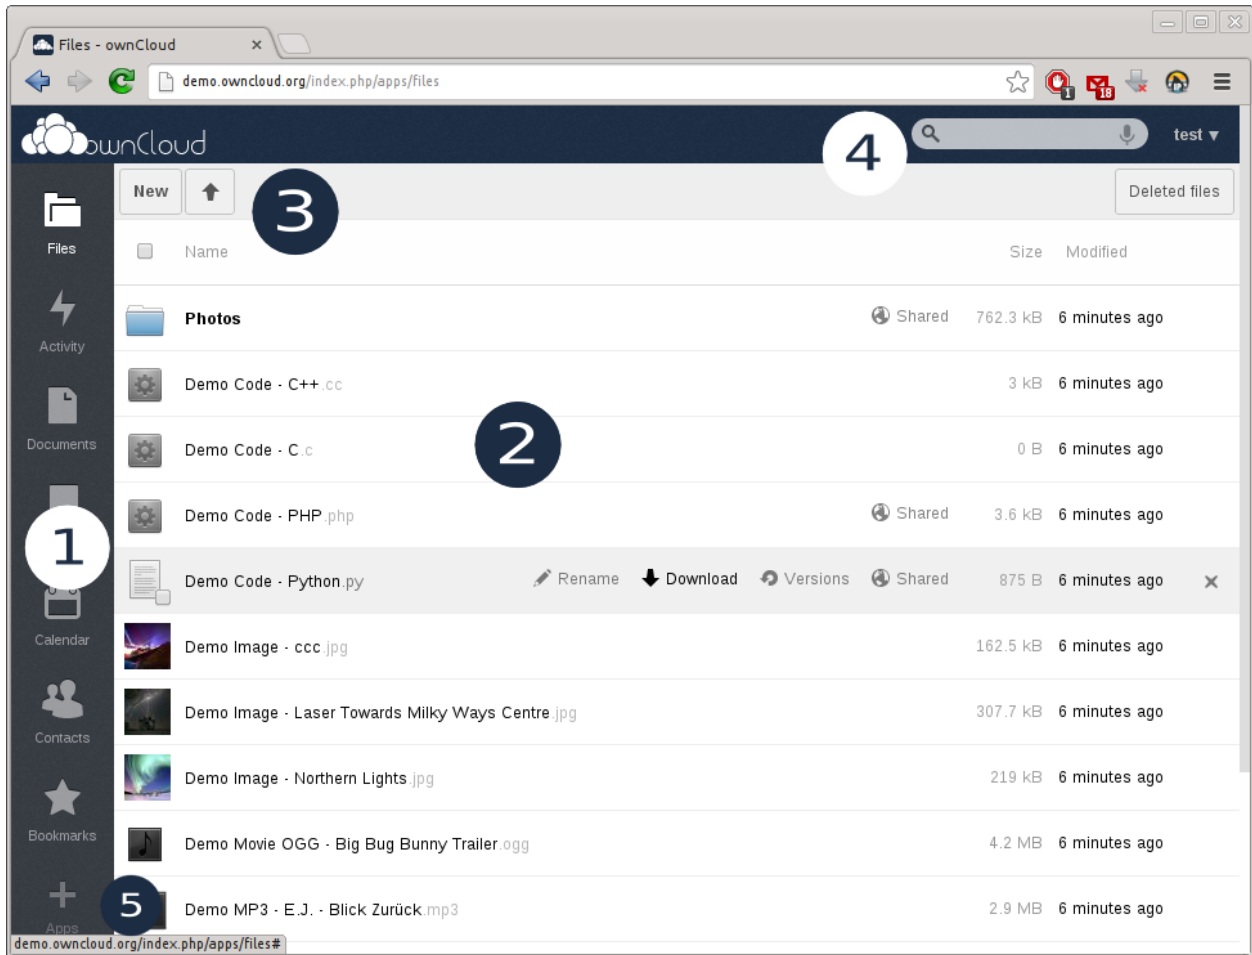 Files - ownCloud
demo.owncloud.org/index.php/apps/files
1
18
ownCloud
4
test
New
3
Deleted files
Files
Name
Size
Modified
Photos
Shared
762.3 kB
6 minutes ago
Activity
Demo Code - C++.cc
3 kB
6 minutes ago
Documents
Demo Code - C.c
2
0 B
6 minutes ago
1
Demo Code - PHP.php
Shared
3.6 kB
6 minutes ago
Demo Code - Python.py
Rename
Download
Versions
Shared
875 B
6 minutes ago
Calendar
Demo Image - ccc.jpg
162.5 kB
6 minutes ago
Contacts
Demo Image - Laser Towards Milky Ways Centre.jpg
307.7 kB
6 minutes ago
Demo Image - Northern Lights.jpg
219 kB
6 minutes ago
Bookmarks
Demo Movie OGG - Big Bug Bunny Trailer.ogg
4.2 MB
6 minutes ago
5
Apps
Demo MP3 - E.J. - Blick Zurück.mp3
2.9 MB
6 minutes ago
demo.owncloud.org/index.php/apps/files#